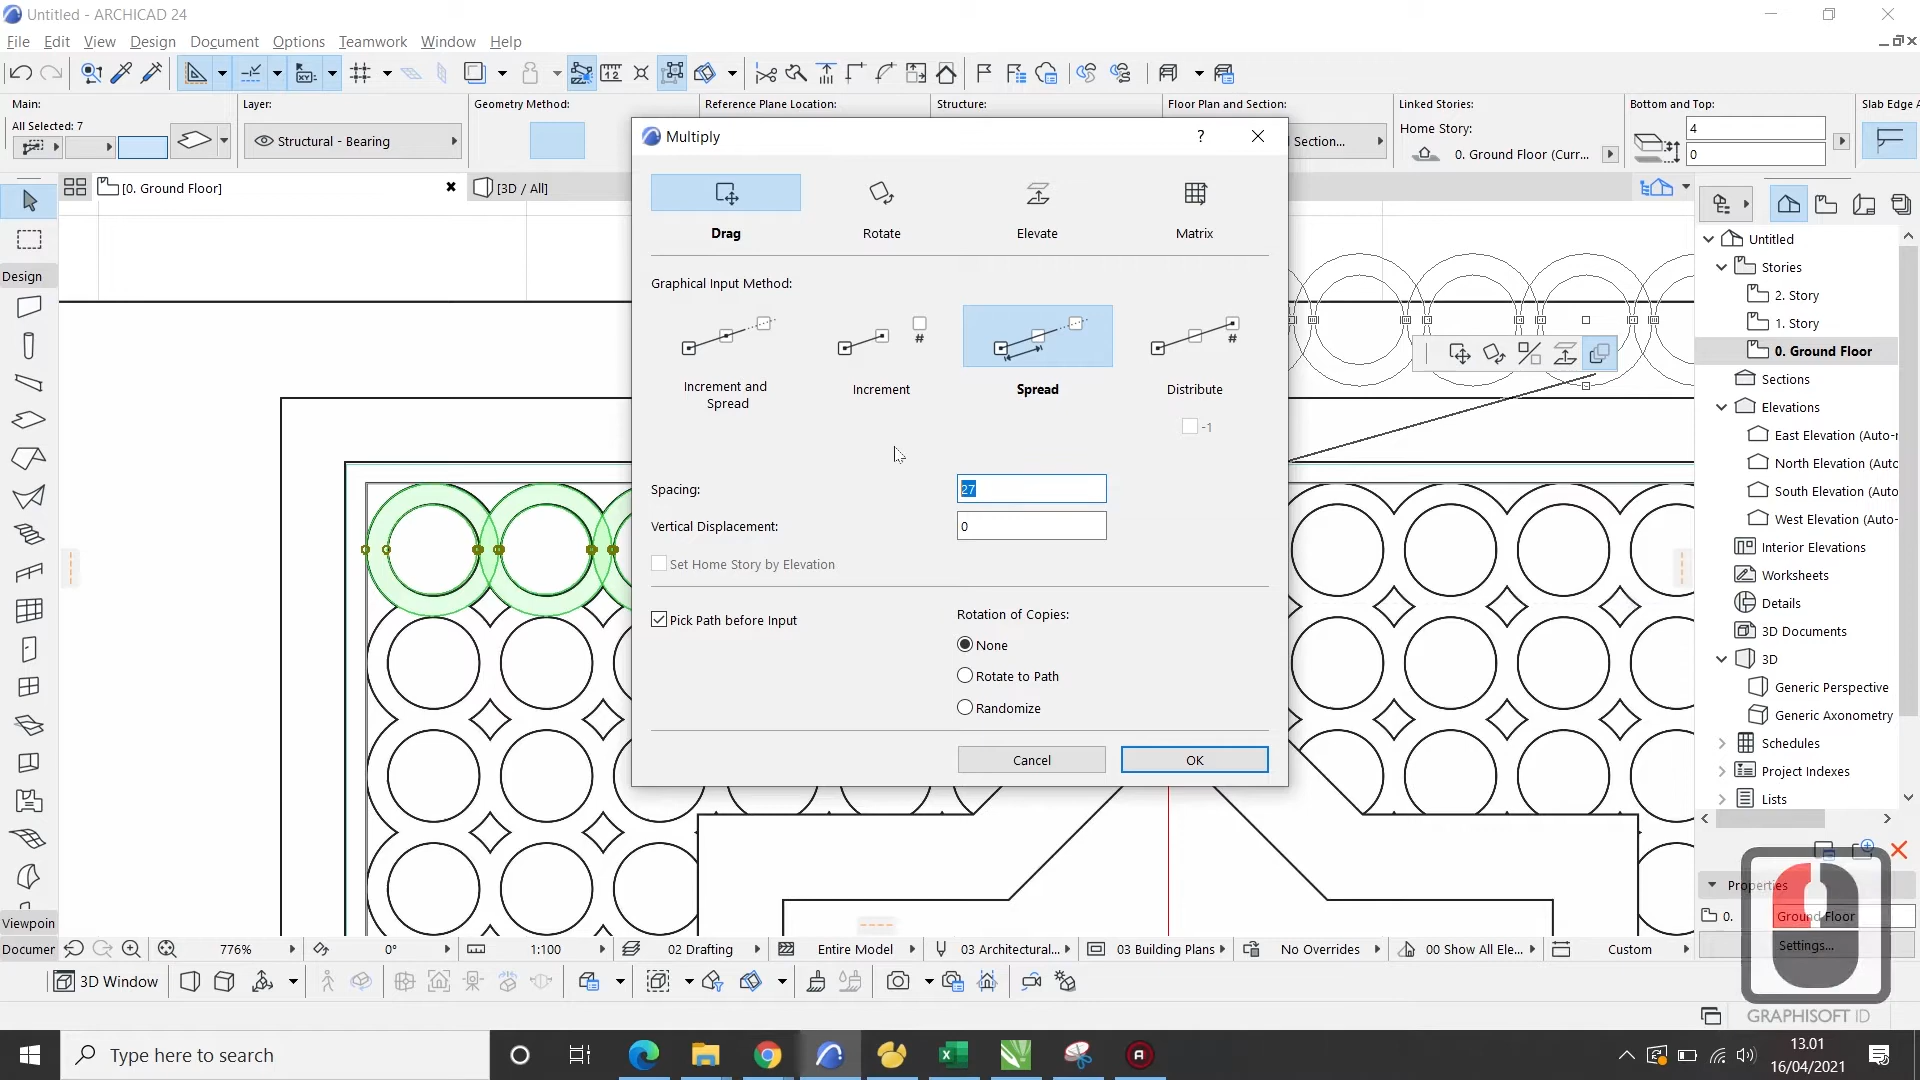 Untitled - ARCHICAD 24
File Edit View Design Document Options Teamwork Window Help
Main:
All Selected: 7
Layer:
Structural - Bearing
Geometry Method:
Reference Plane Location:
Structure:
Floor Plan and Section:
Section...
Linked Stories:
Home Story:
0. Ground Floor (Curr...
Bottom and Top:
4
0
Slab Edge A
[0. Ground Floor]
[3D / All]
Multiply
?
Drag
Rotate
Elevate
Matrix
Graphical Input Method:
Increment and Spread
#
Increment
Spread
#
Distribute
-1
Spacing:
27
Vertical Displacement:
0
Set Home Story by Elevation
Pick Path before Input
Rotation of Copies:
None
Rotate to Path
Randomize
Cancel
OK
Design
Viewpoin
Documer
Untitled
Stories
2. Story
1. Story
0. Ground Floor
Sections
Elevations
East Elevation (Auto-r
North Elevation (Autc
South Elevation (Auto
West Elevation (Auto-
Interior Elevations
Worksheets
Details
3D Documents
3D
Generic Perspective
Generic Axonometry
Schedules
Project Indexes
Lists
Properties
0.
Ground Floor
Settings...
776%
0°
1:100
02 Drafting
Entire Model
03 Architectural...
03 Building Plans
No Overrides
00 Show All Ele...
Custom
3D Window
GRAPHISOFT ID
Type here to search
13.01
16/04/2021